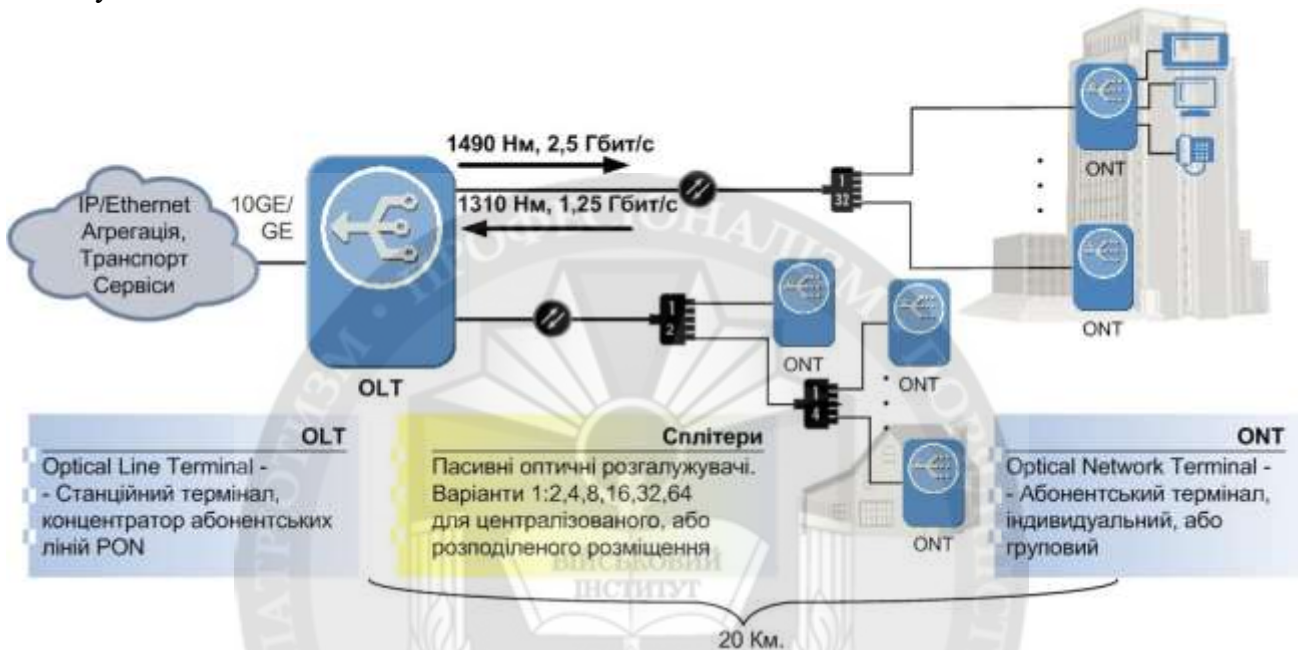 1490 Нм, 2,5 Гбит/с
1310 Нм, 1,25 Гбит/с
IP/Ethernet
Агрегація,
Транспорт
Сервіси
10GE/
GE
OLT
1
32
1
2
1
4
ONT
ONT
ONT
ONT
ONT
OLT
Optical Line Terminal -
- Станційний термінал,
концентратор абонентських
ліній PON
Сплітери
Пасивні оптичні розгалужувачі.
Варіанти 1:2,4,8,16,32,64
для централізованого, або
розподіленого розміщення
ONT
Optical Network Terminal -
- Абонентський термінал,
індивидуальний, або
груповий
20 Км.
ВІЙСЬКОВИЙ
ІНСТИТУТ